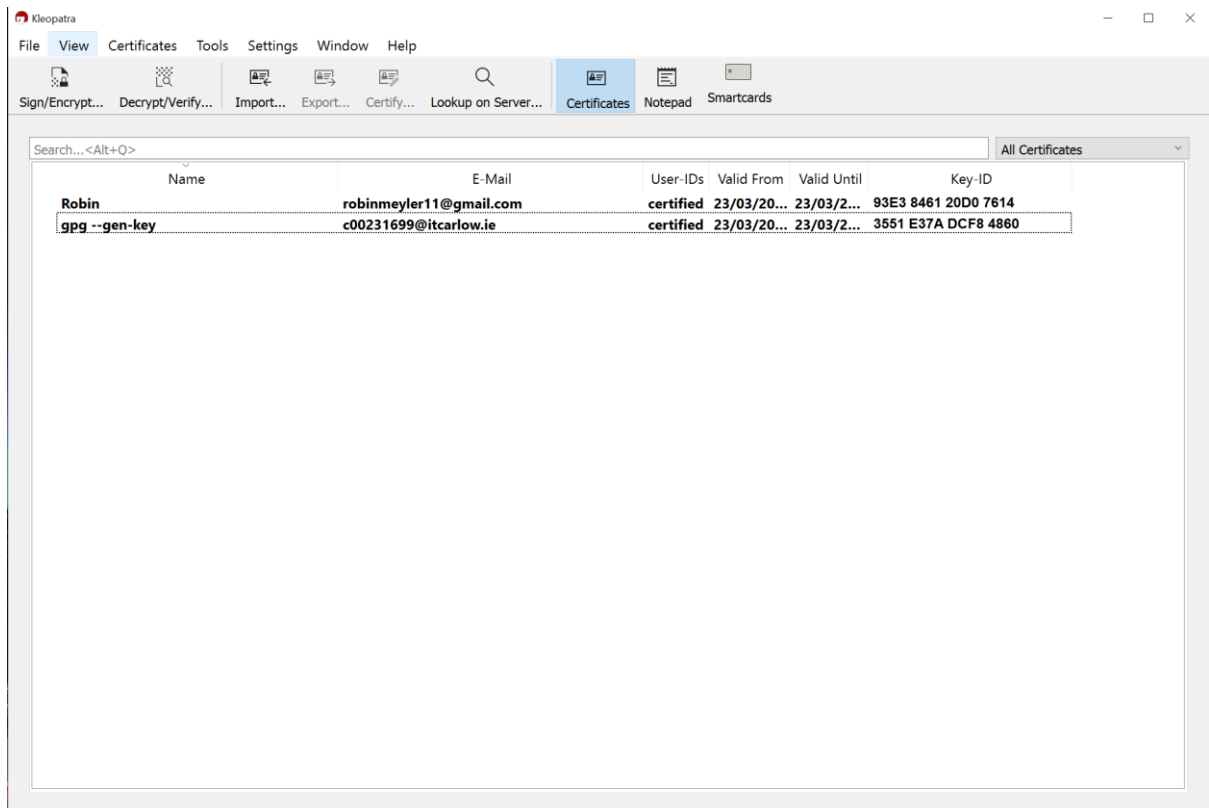 Kleopatra
File View Certificates Tools Settings Window Help
Sign/Encrypt... Decrypt/Verify... Import... Export... Certify... Lookup on Server... Certificates Notepad Smartcards
Search...<Alt+Q> All Certificates
Name E-Mail User-IDs Valid From Valid Until Key-ID
Robin robinmeyler11@gmail.com certified 23/03/20... 23/03/2... 93E3 8461 20D0 7614
gpg --gen-key c00231699@itcarlow.ie certified 23/03/20... 23/03/2... 3551 E37A DCF8 4860